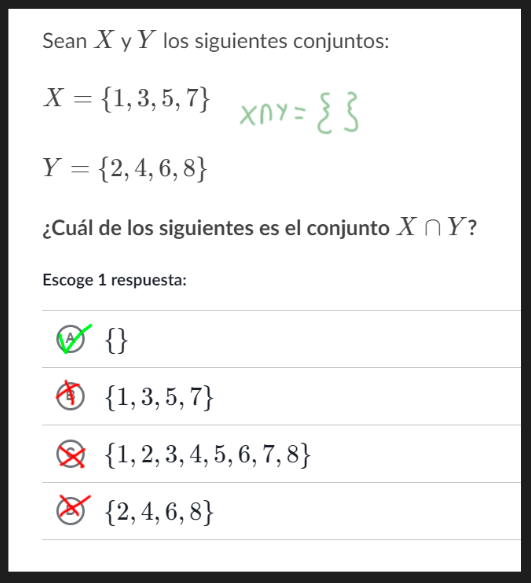 Sean X y Y los siguientes conjuntos:
X = {1, 3, 5, 7}
X∩Y = { }
Y = {2, 4, 6, 8}
¿Cuál de los siguientes es el conjunto X ∩ Y?
Escoge 1 respuesta:
A {}
B {1, 3, 5, 7}
C {1, 2, 3, 4, 5, 6, 7, 8}
D {2, 4, 6, 8}